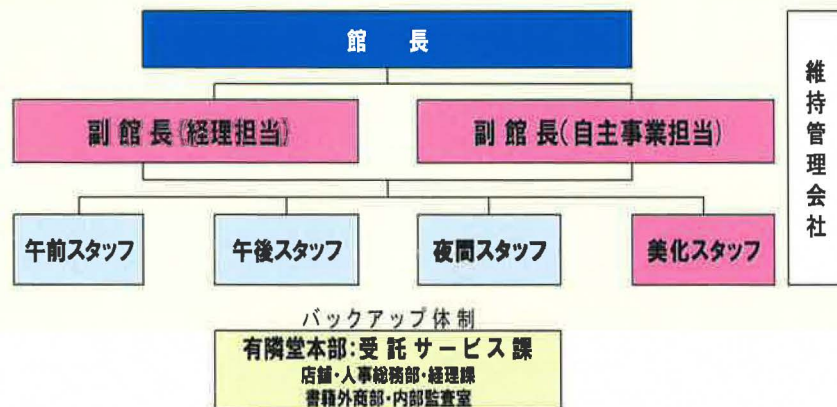 館 長
副 館 長(経理担当)
副 館 長(自主事業担当)
維持管理会社
午前スタッフ
午後スタッフ
夜間スタッフ
美化スタッフ
バックアップ体制
有隣堂本部:受託サービス課
店舗・人事総務部・経理課
書籍外商部・内部監査室